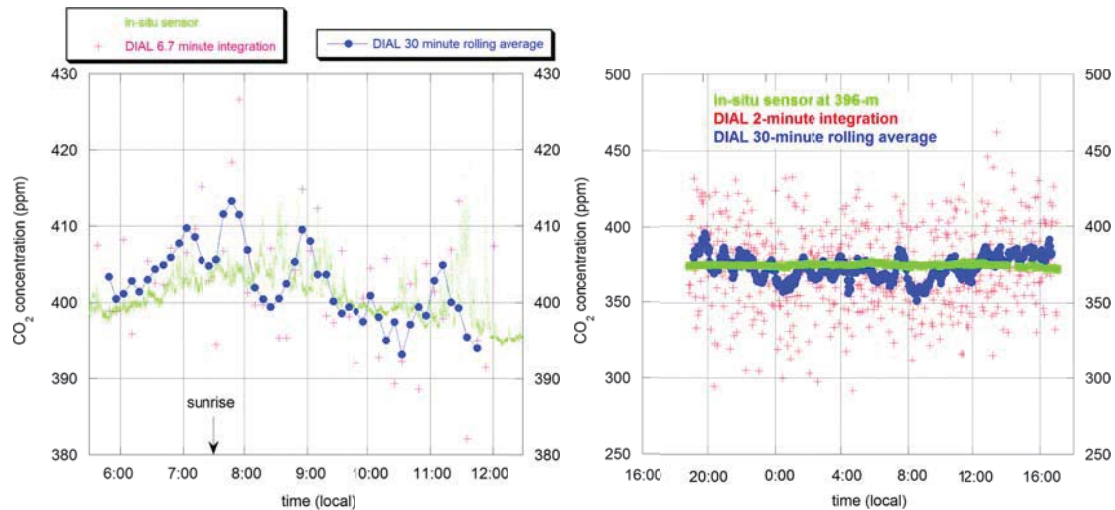 in-situ sensor
DIAL 6.7 minute integration
DIAL 30 minute rolling average
430
420
410
400
390
380
CO2 concentration (ppm)
430
420
410
400
390
380
sunrise
6:00 7:00 8:00 9:00 10:00 11:00 12:00
time (local)
500
450
400
350
300
250
CO2 concentration (ppm)
In-situ sensor at 396-m
DIAL 2-minute integration
DIAL 30-minute rolling average
500
450
400
350
300
250
16:00 20:00 0:00 4:00 8:00 12:00 16:00
time (local)